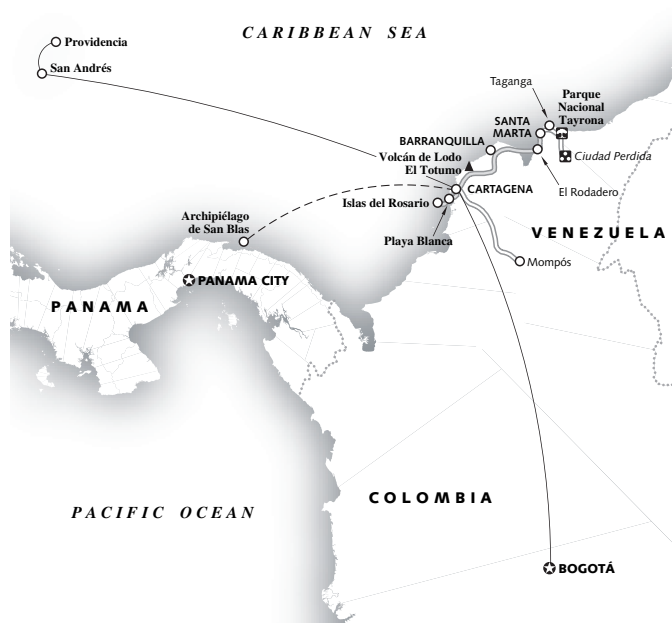 CARIBBEAN SEA
Providencia
San Andrés
Taganga
Parque
Nacional
Tayrona
SANTA
MARTA
BARRANQUILLA
Ciudad Perdida
Volcán de Lodo
El Totumo
CARTAGENA
El Rodadero
Islas del Rosario
Archipiélago
de San Blas
Playa Blanca
VENEZUELA
Mompós
PANAMA CITY
PANAMA
COLOMBIA
PACIFIC OCEAN
BOGOTÁ